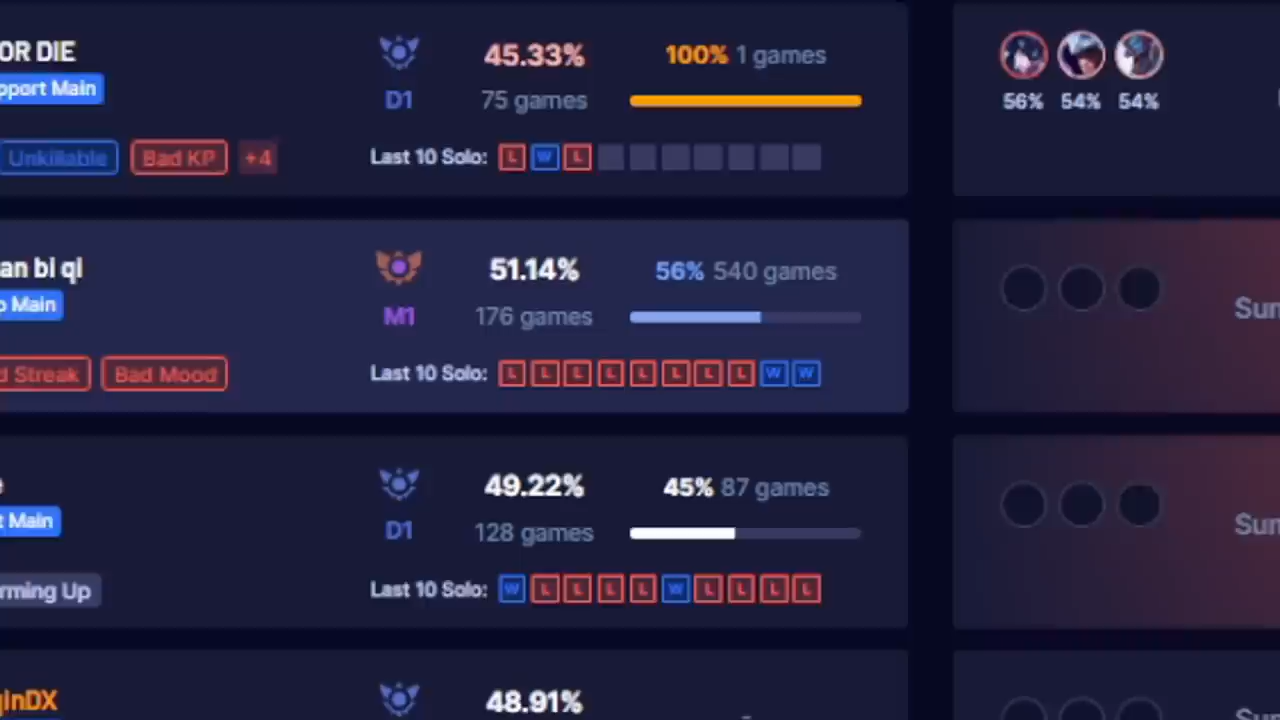 OR DIE
pport Main
45.33%
100% 1 games
D1
75 games
56% 54% 54%
Unkillable
Bad KP
+4
Last 10 Solo: L W L
an bi qi
o Main
51.14%
56% 540 games
M1
176 games
Sun
d Streak
Bad Mood
Last 10 Solo: L L L L L L L L W W
e
t Main
49.22%
45% 87 games
D1
128 games
Sun
rming Up
Last 10 Solo: W L L L L W L L L L
ginDX
48.91%
Sun